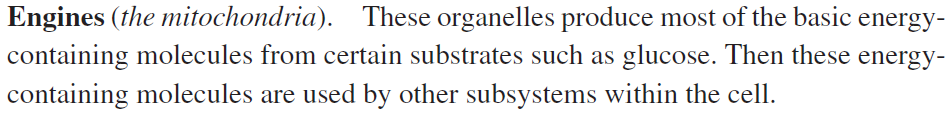 Engines (the mitochondria). These organelles produce most of the basic energy-
containing molecules from certain substrates such as glucose. Then these energy-
containing molecules are used by other subsystems within the cell.